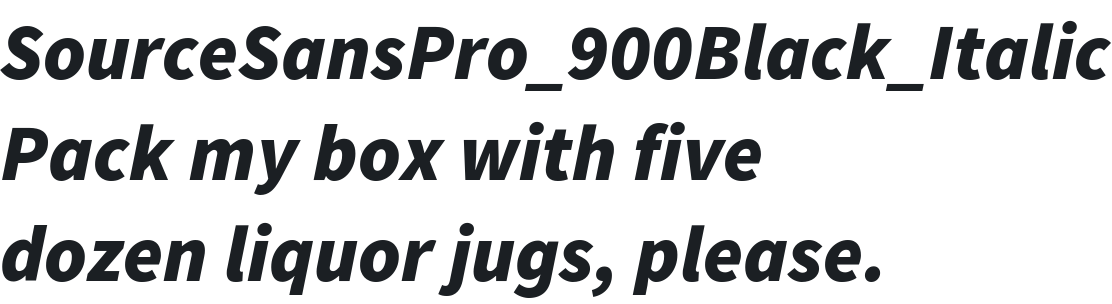 SourceSansPro_900Black_Italic
Pack my box with five
dozen liquor jugs, please.